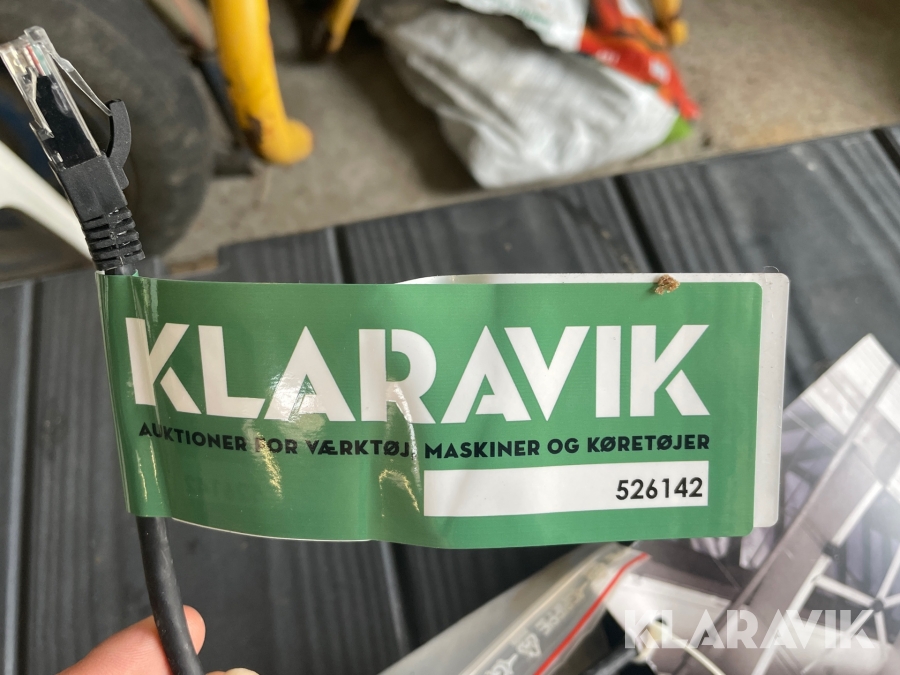 KLARAVIK
AUKTIONER FOR VÆRKTØJ, MASKINER OG KØRETØJER
526142
KLARAVIK